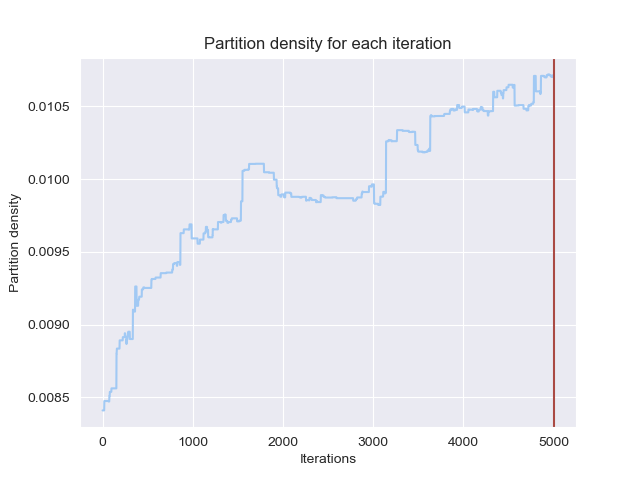 Partition density for each iteration
Partition density
0.0105
0.0100
0.0095
0.0090
0.0085
0 1000 2000 3000 4000 5000
Iterations